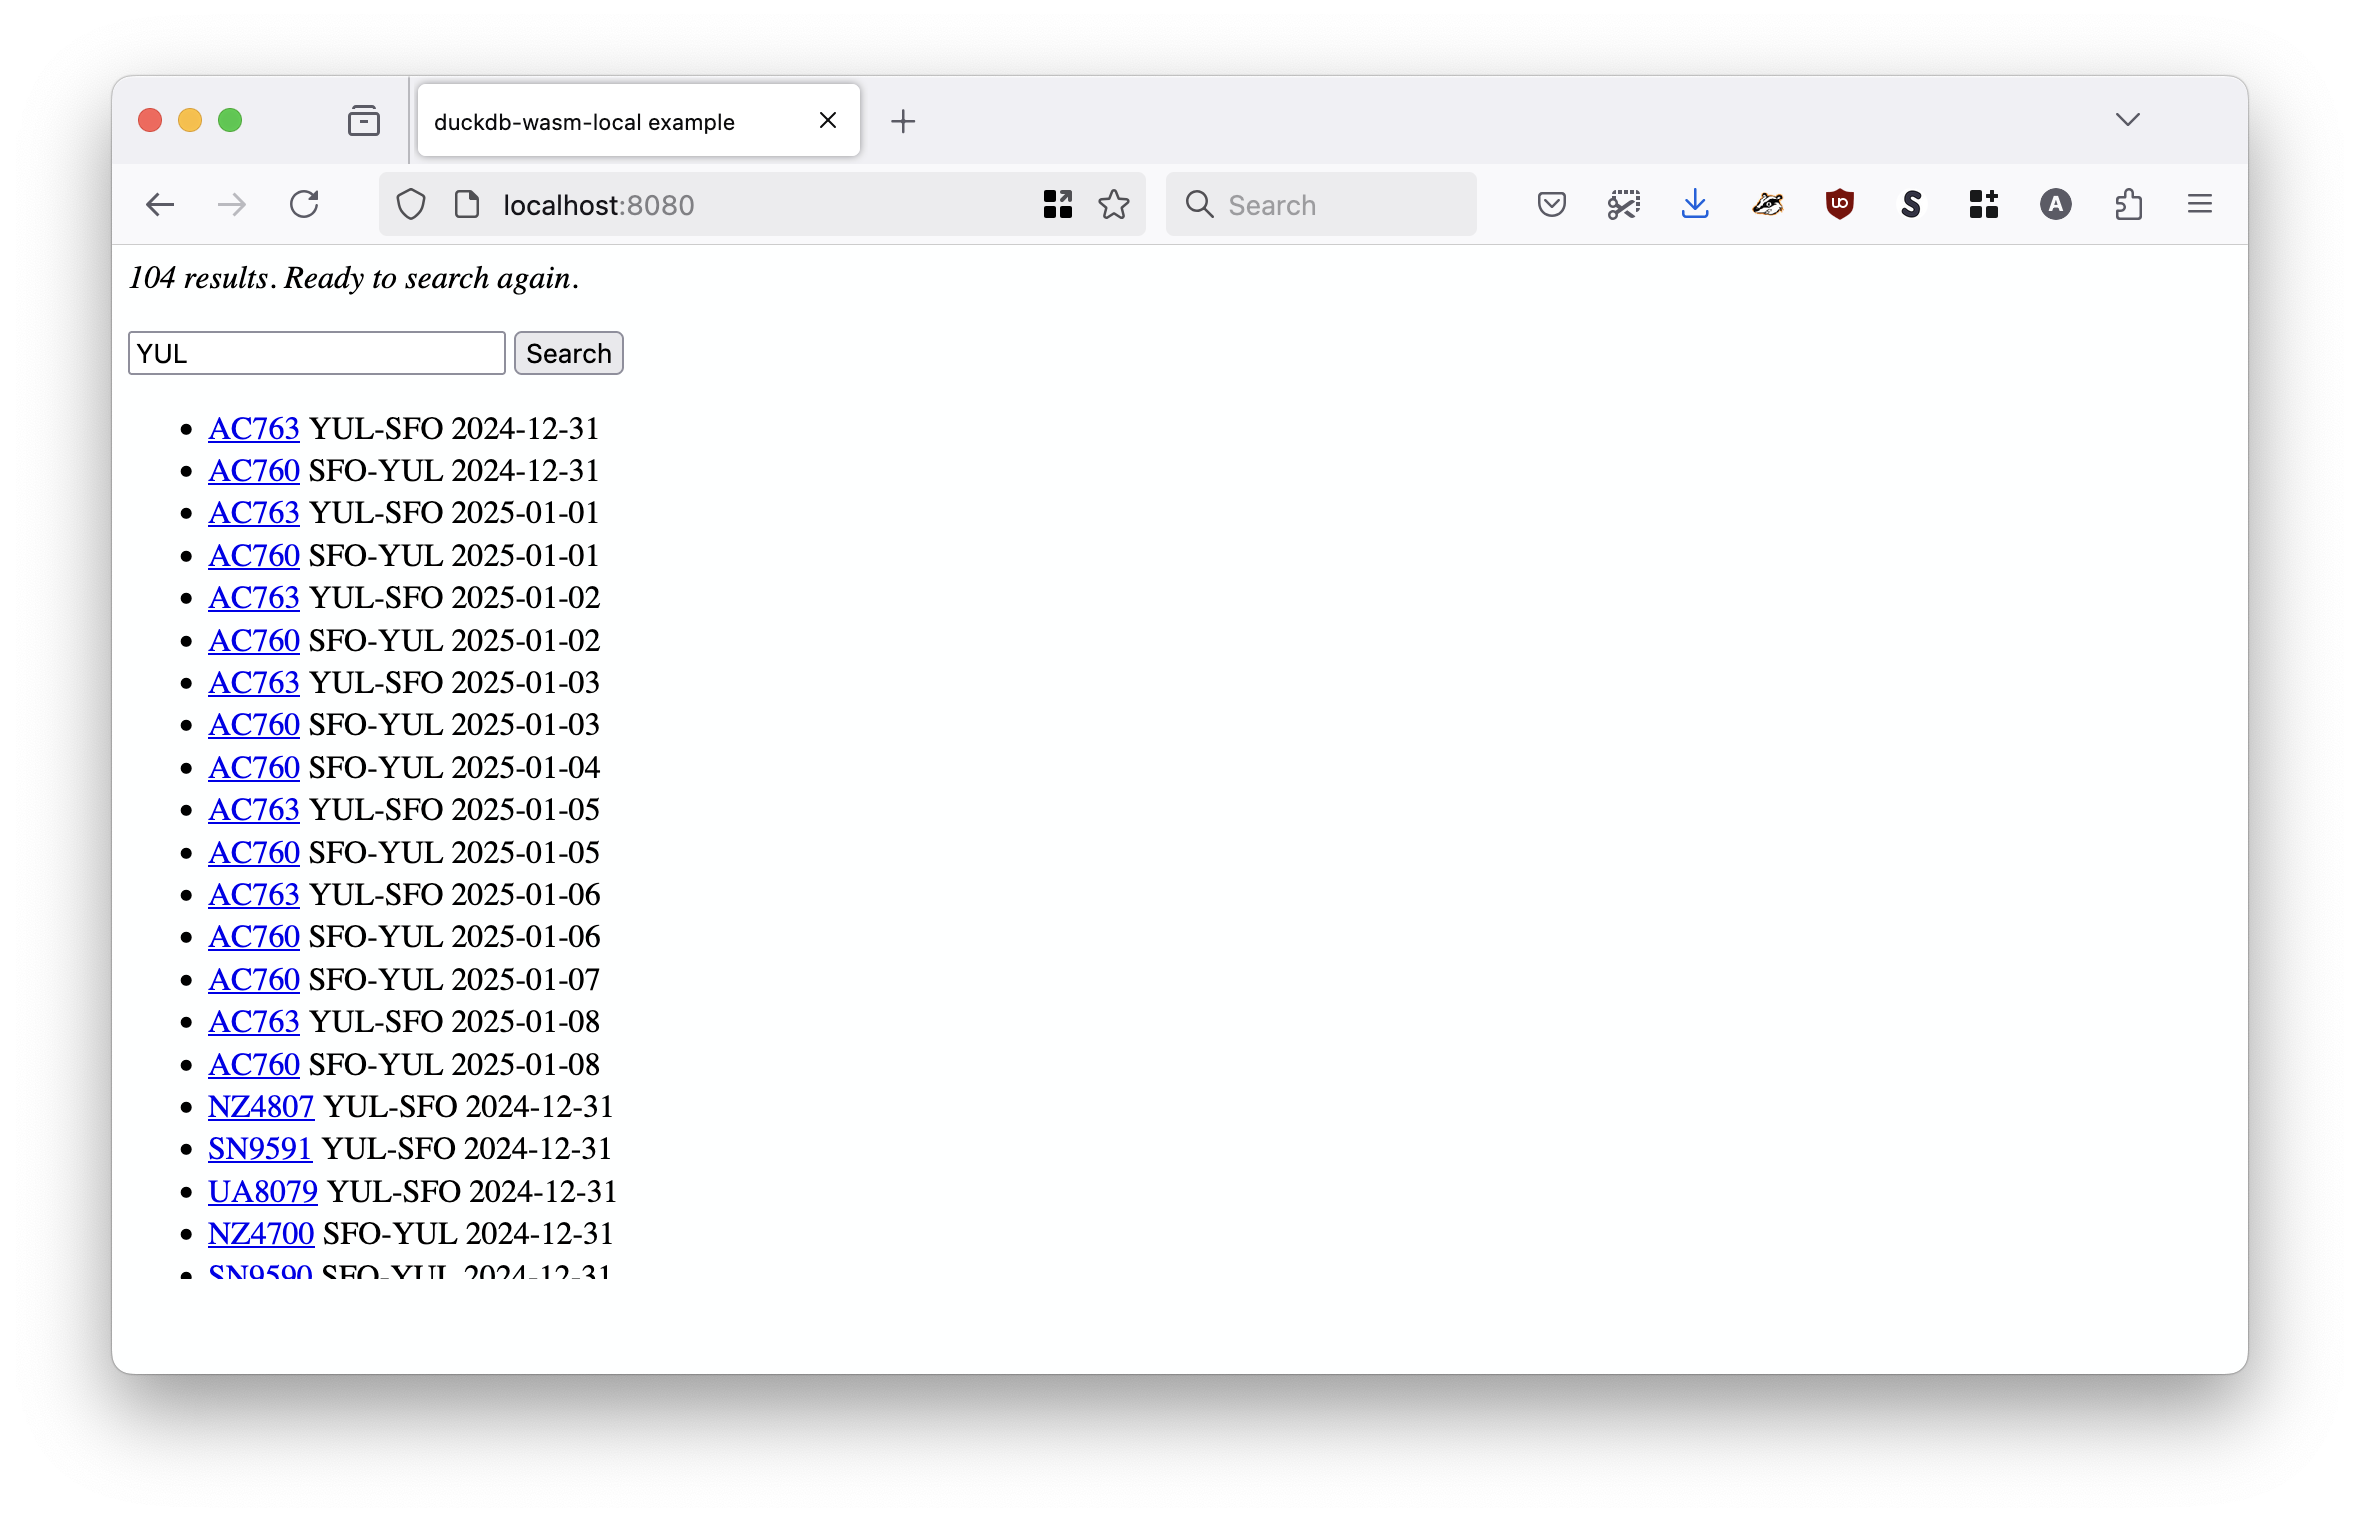 duckdb-wasm-local example
localhost:8080
Search
104 results. Ready to search again.
YUL Search
AC763 YUL-SFO 2024-12-31
AC760 SFO-YUL 2024-12-31
AC763 YUL-SFO 2025-01-01
AC760 SFO-YUL 2025-01-01
AC763 YUL-SFO 2025-01-02
AC760 SFO-YUL 2025-01-02
AC763 YUL-SFO 2025-01-03
AC760 SFO-YUL 2025-01-03
AC760 SFO-YUL 2025-01-04
AC763 YUL-SFO 2025-01-05
AC760 SFO-YUL 2025-01-05
AC763 YUL-SFO 2025-01-06
AC760 SFO-YUL 2025-01-06
AC760 SFO-YUL 2025-01-07
AC763 YUL-SFO 2025-01-08
AC760 SFO-YUL 2025-01-08
NZ4807 YUL-SFO 2024-12-31
SN9591 YUL-SFO 2024-12-31
UA8079 YUL-SFO 2024-12-31
NZ4700 SFO-YUL 2024-12-31
SN9590 SFO-YUL 2024-12-31